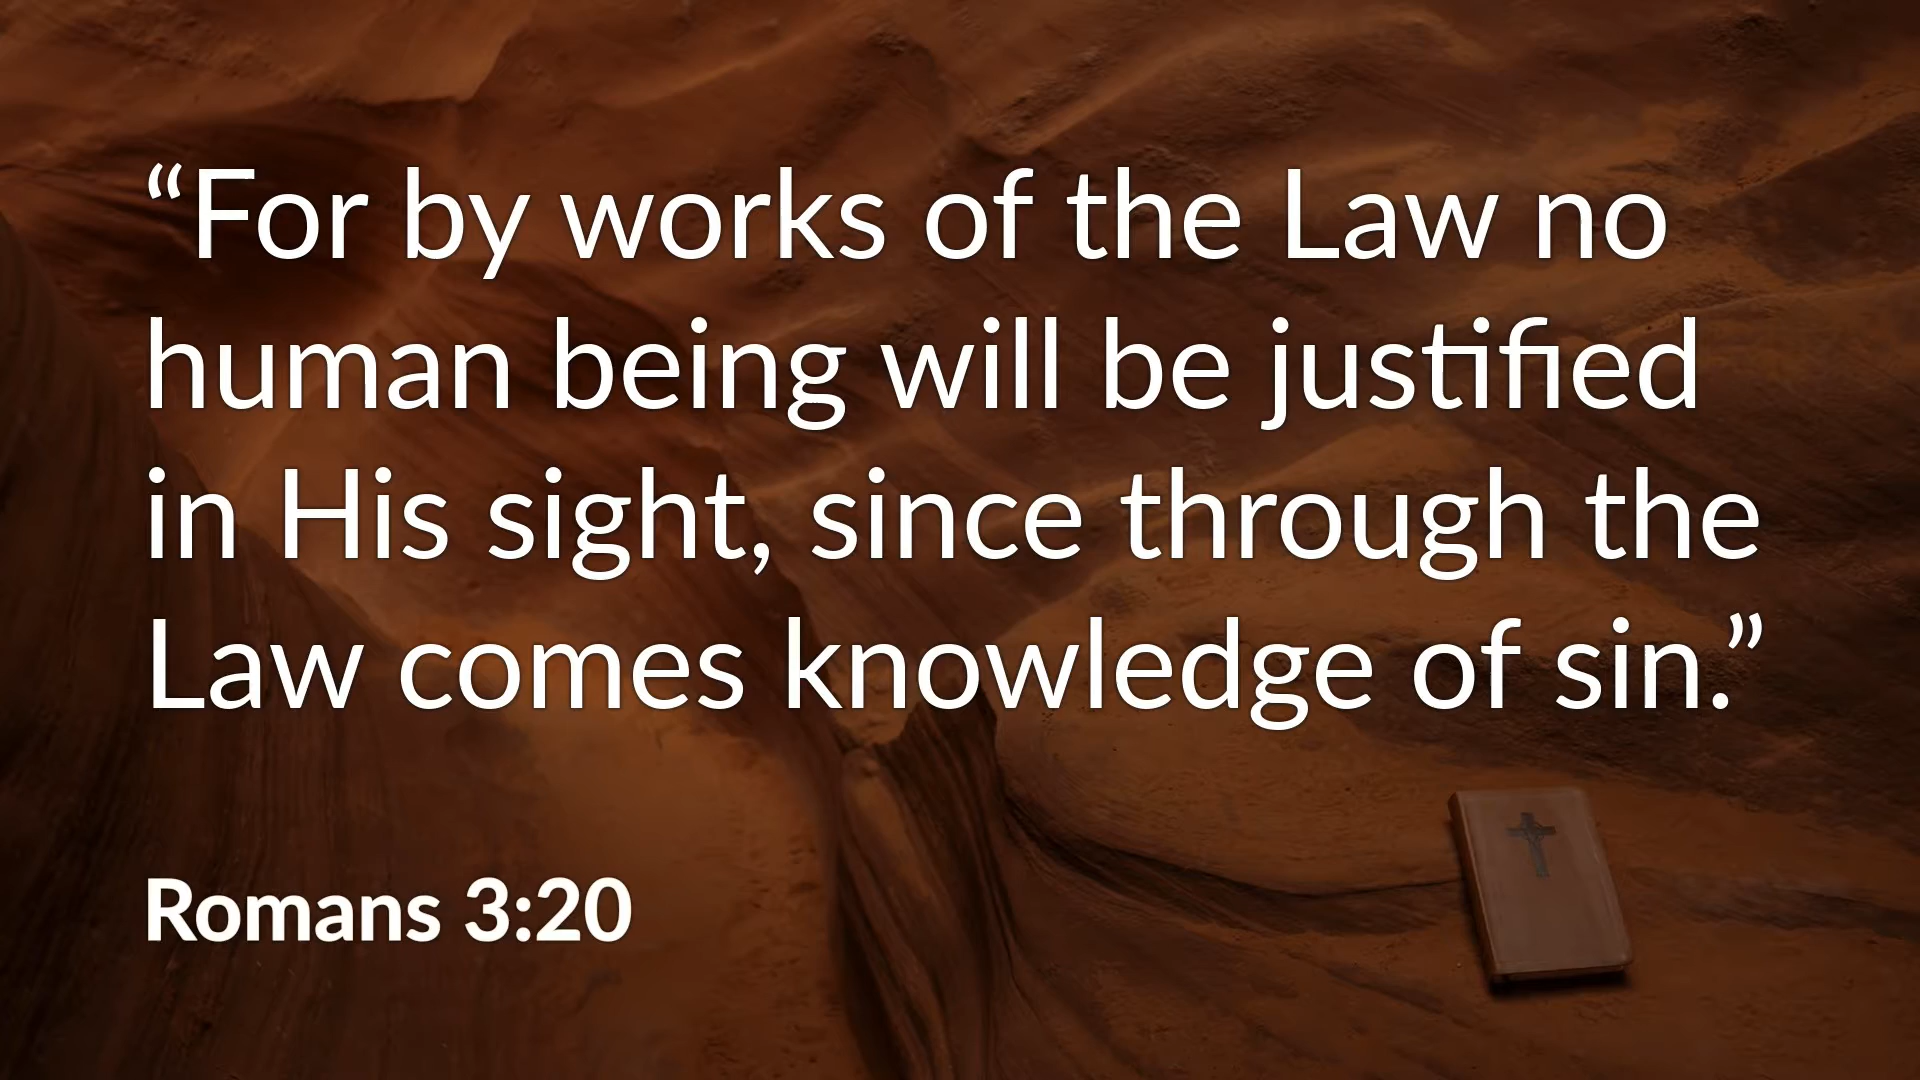 “For by works of the Law no
human being will be justified
in His sight, since through the
Law comes knowledge of sin.”
Romans 3:20